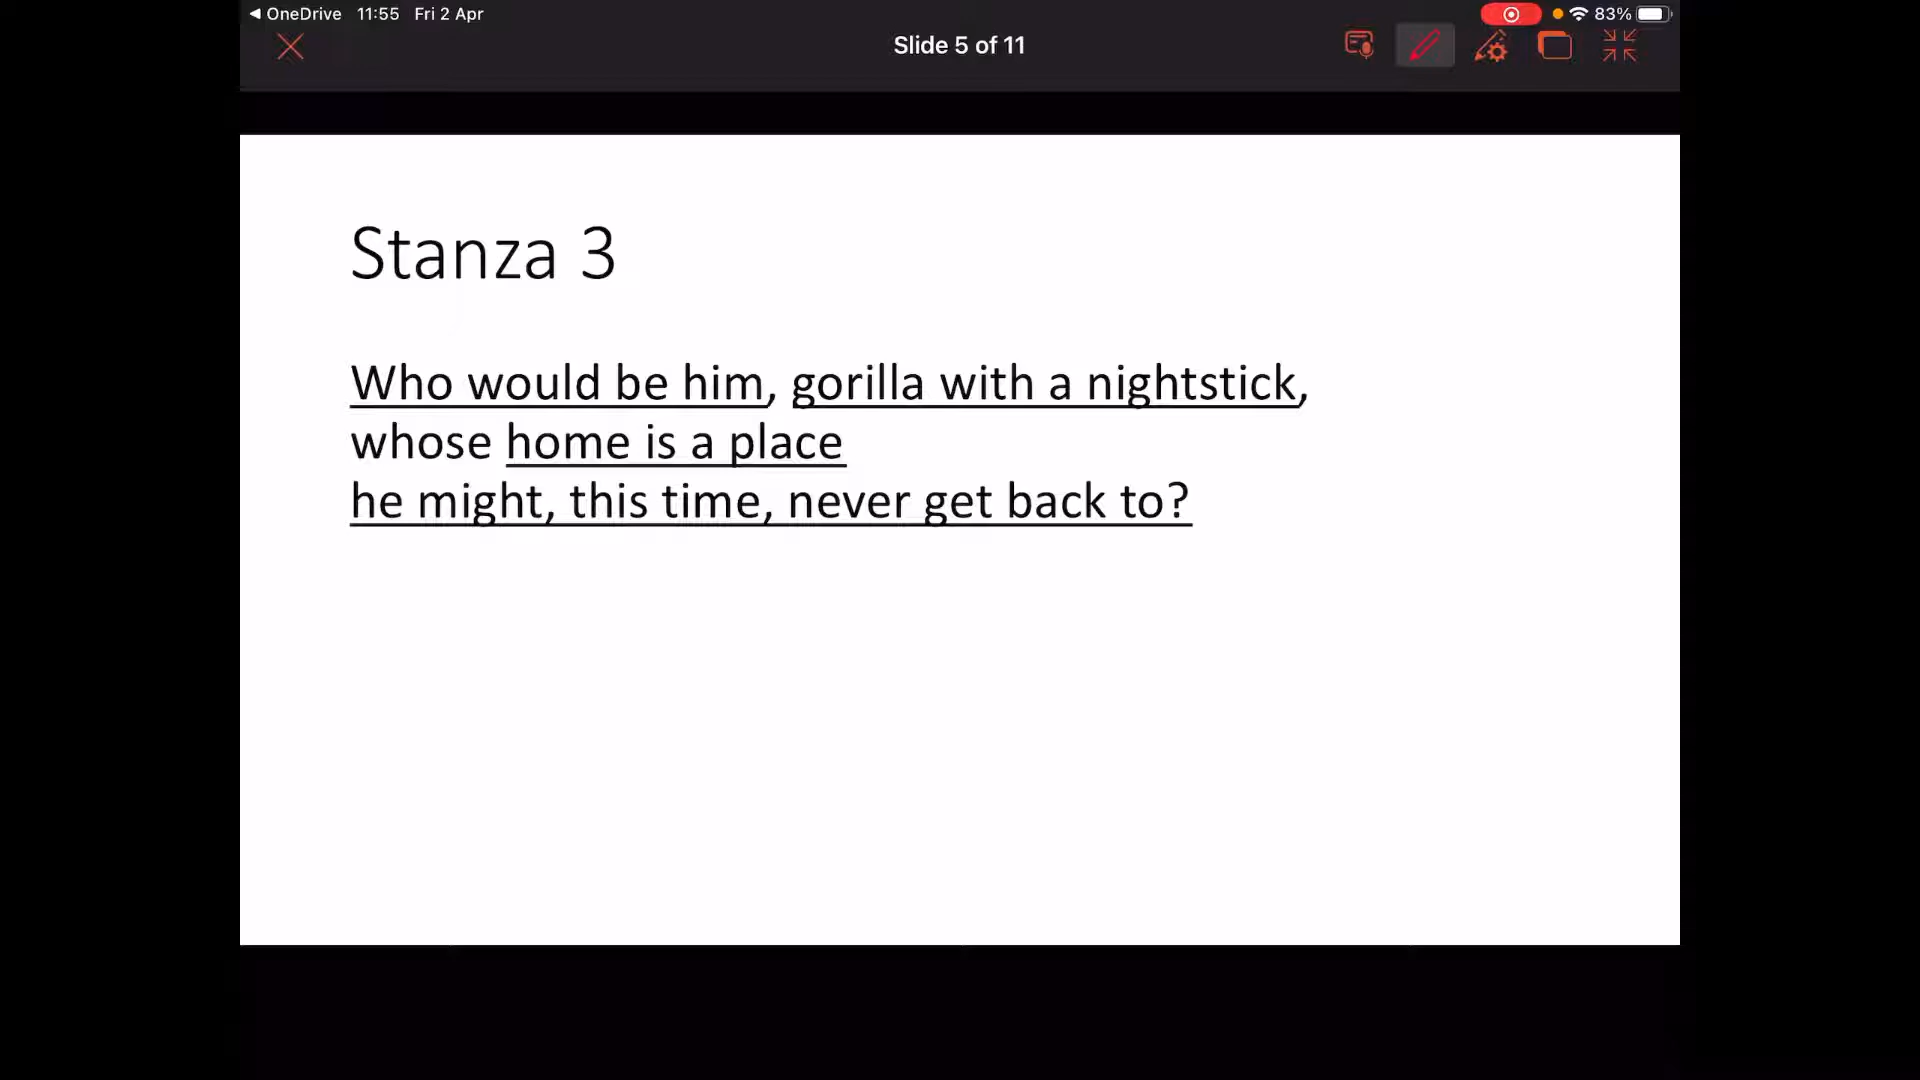 ◀ OneDrive 11:55 Fri 2 Apr 83%
Slide 5 of 11
Stanza 3
Who would be him, gorilla with a nightstick,
whose home is a place
he might, this time, never get back to?